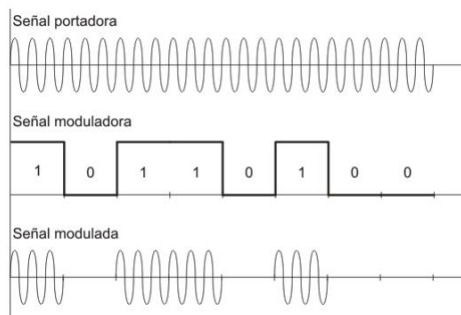 Señal portadora
Señal moduladora
1 0 1 1 0 1 0 0
Señal modulada